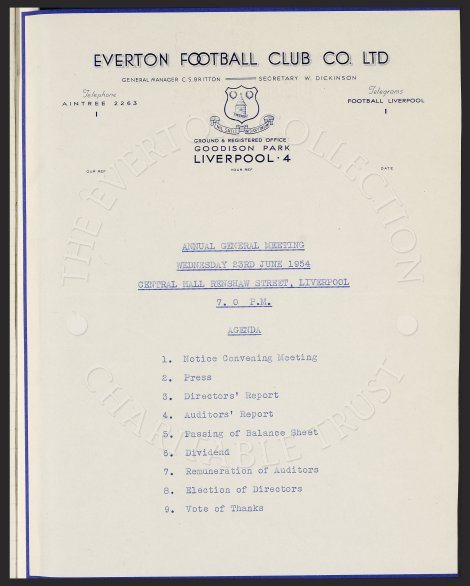 EVERTON FOOTBALL CLUB CO. LTD
GENERAL MANAGER C.S. BRITTON SECRETARY W. DICKINSON
Telephone
AINTREE 2263
Telegrams
FOOTBALL LIVERPOOL
GROUND & REGISTERED OFFICE
GOODISON PARK
LIVERPOOL · 4
OUR REF YOUR REF DATE
ANNUAL GENERAL MEETING
WEDNESDAY 23RD JUNE 1954
CENTRAL HALL RENSHAW STREET, LIVERPOOL
7. 0 P.M.
AGENDA
1. Notice Convening Meeting
2. Press
3. Directors' Report
4. Auditors' Report
5. Passing of Balance Sheet
6. Dividend
7. Remuneration of Auditors
8. Election of Directors
9. Vote of Thanks
THE EVERTON COLLECTION
CHARITABLE TRUST